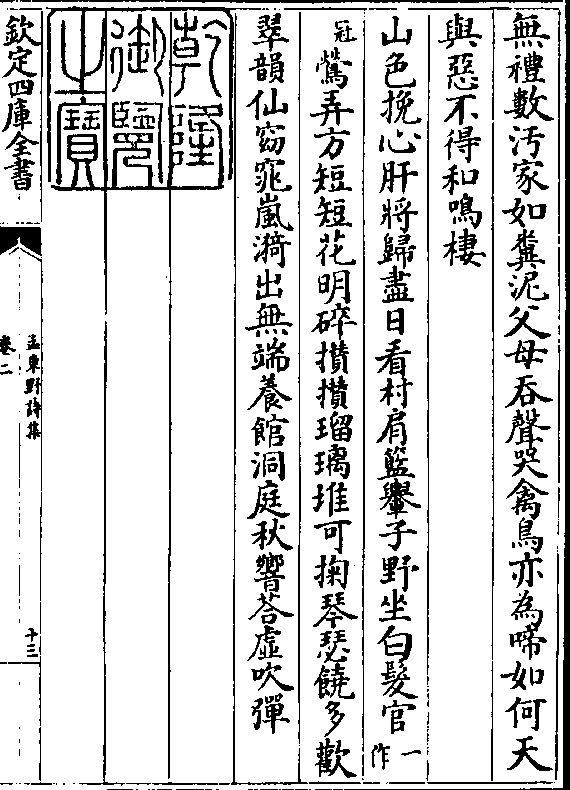 無禮數汚家如糞泥父母吞聲哭禽鳥亦為啼如何天
與惡不得和鳴棲
山色挽心肝將歸盡日看村肩籃轝子野坐白髮官一作
冠鶯弄方短短花明碎攅攅瑠璃堆可掬琴瑟饒多歡
翠韻仙窈窕嵐漪出無端養館洞庭秋響荅虛吹彈
乾隆
御覽
之寶
欽定四庫全書
孟東野詩集
卷二
十三